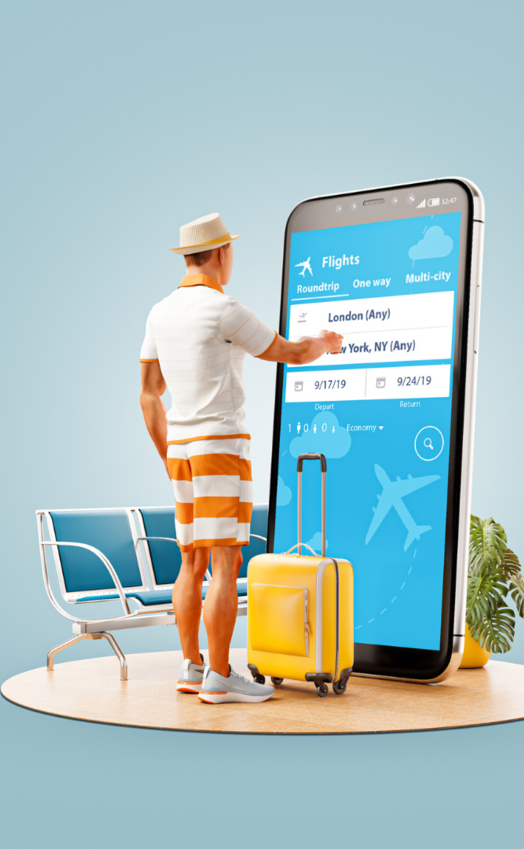 12:47
Flights
Roundtrip One way Multi-city
London (Any)
York, NY (Any)
9/17/19 9/24/19
Depart Return
1 0 0 Economy